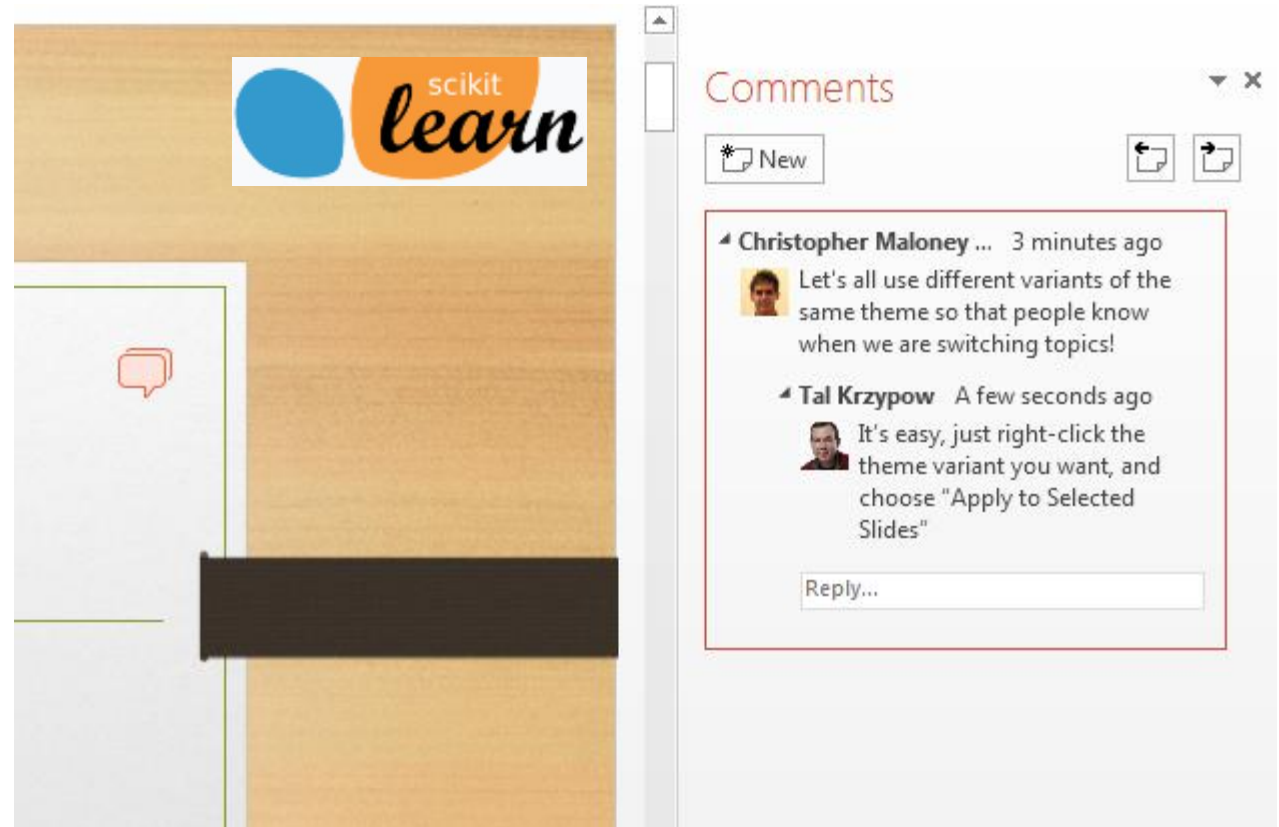 scikit
learn
Comments
New
Christopher Maloney ... 3 minutes ago
Let's all use different variants of the
same theme so that people know
when we are switching topics!
Tal Krzypow A few seconds ago
It's easy, just right-click the
theme variant you want, and
choose "Apply to Selected
Slides"
Reply...